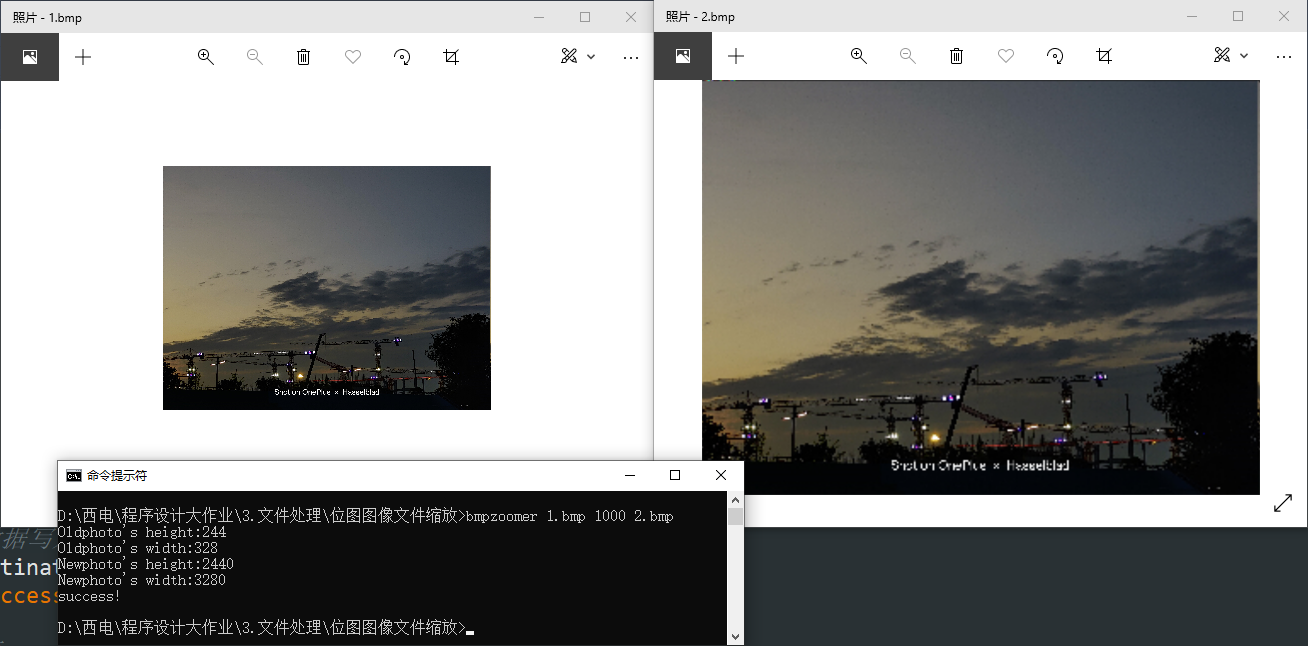 照片 - 1.bmp
照片 - 2.bmp
Shot on OnePlus × Hasselblad
Shot on OnePlus × Hasselblad
命令提示符
D:\西电\程序设计大作业\3.文件处理\位图图像文件缩放>bmpzoomer 1.bmp 1000 2.bmp
Oldphoto's height:244
Oldphoto's width:328
Newphoto's height:2440
Newphoto's width:3280
success!
D:\西电\程序设计大作业\3.文件处理\位图图像文件缩放>
据写
tinat
ccess